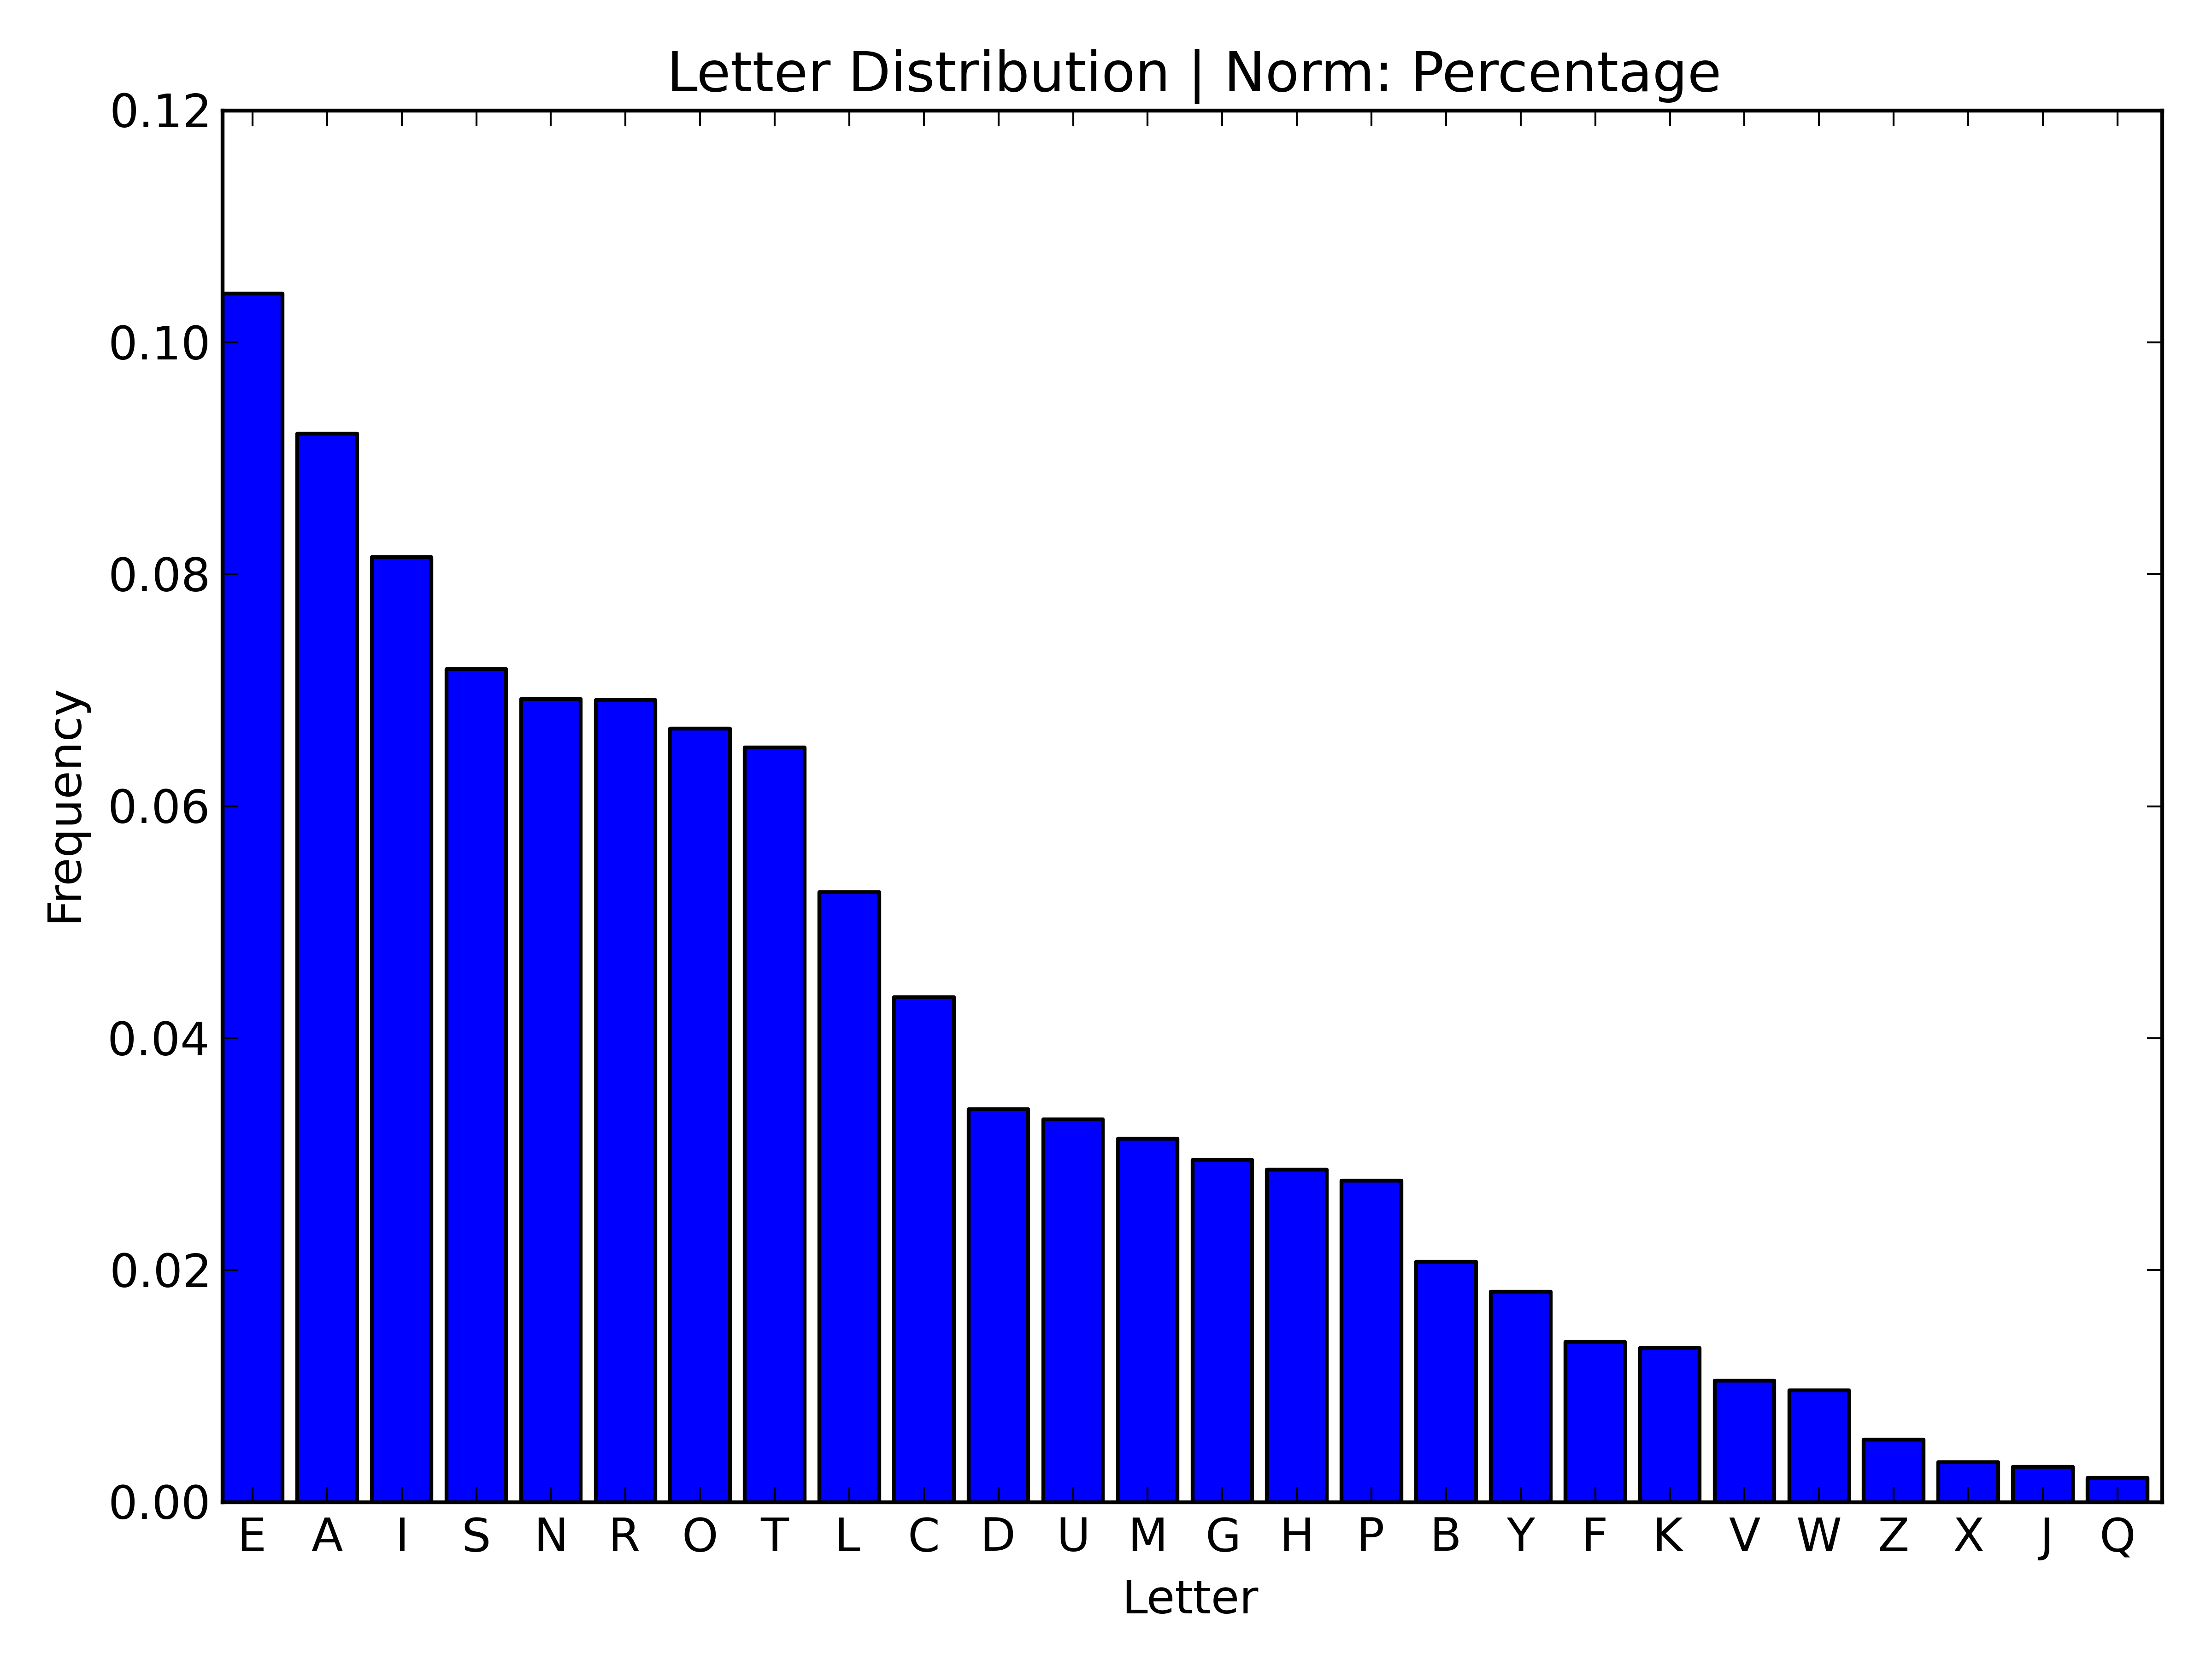 Letter Distribution | Norm: Percentage
0.12
0.10
0.08
0.06
0.04
0.02
0.00
Frequency
E A I S N R O T L C D U M G H P B Y F K V W Z X J Q
Letter